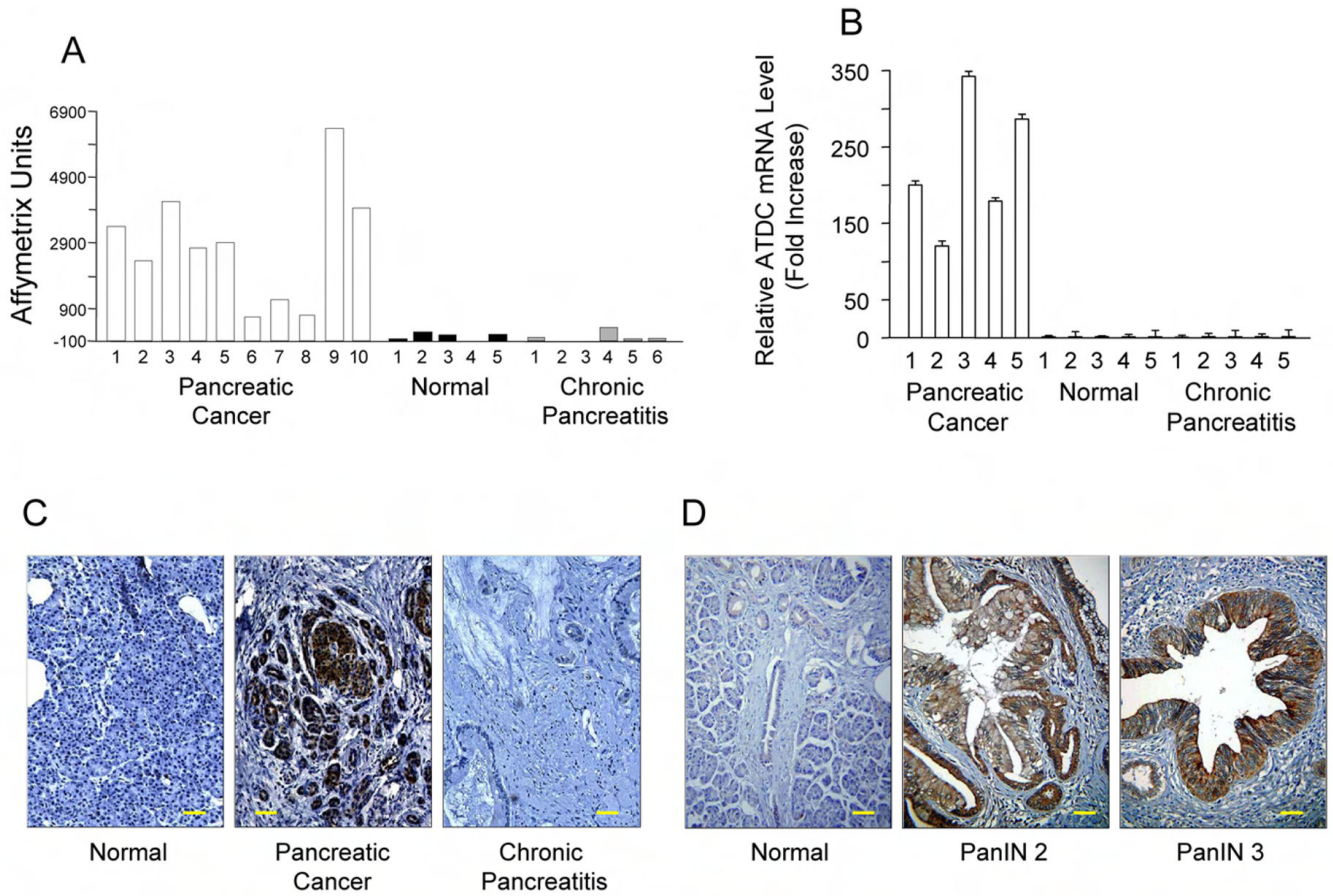 A
Affymetrix Units
6900
4900
2900
900
-100
1 2 3 4 5 6 7 8 9 10 1 2 3 4 5 1 2 3 4 5 6
Pancreatic
Cancer
Normal
Chronic
Pancreatitis
B
Relative ATDC mRNA Level
(Fold Increase)
350
250
150
50
0
1 2 3 4 5 1 2 3 4 5 1 2 3 4 5
Pancreatic
Cancer
Normal
Chronic
Pancreatitis
C
Normal
Pancreatic
Cancer
Chronic
Pancreatitis
D
Normal
PanIN 2
PanIN 3